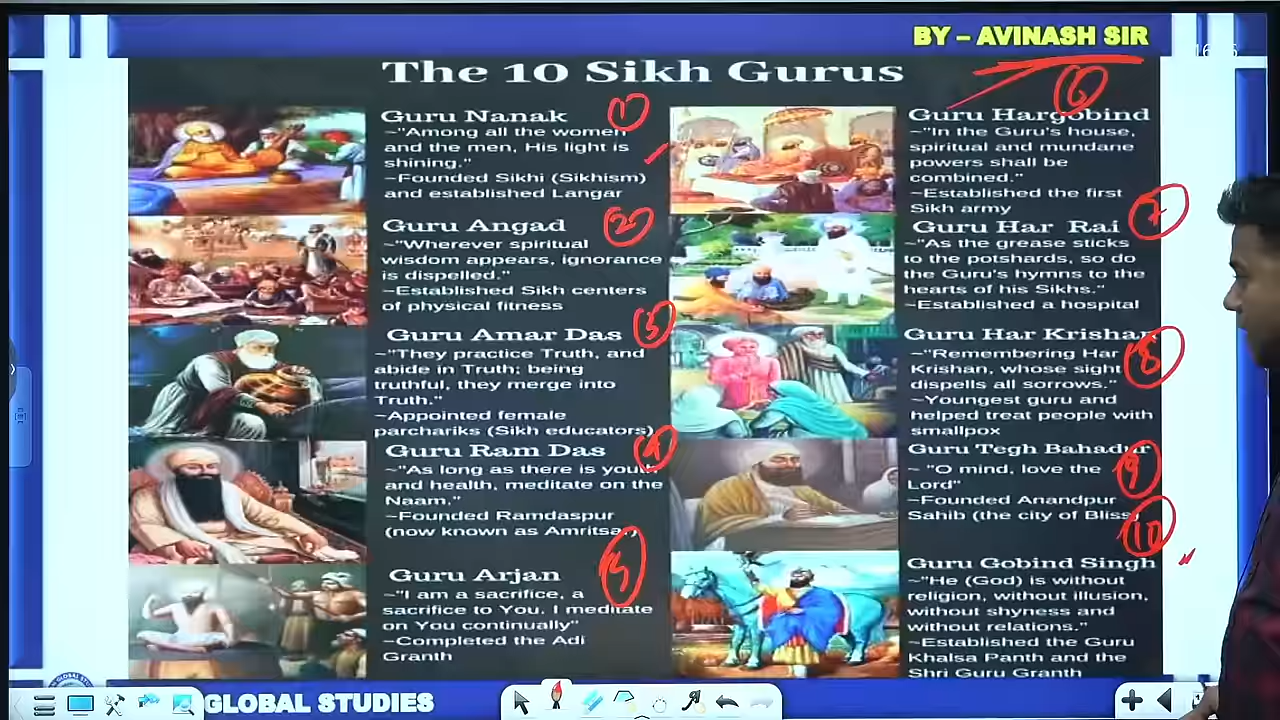 BY – AVINASH SIR
The 10 Sikh Gurus
Guru Nanak
1
~"Among all the women
and the men, His light is
shining."
~Founded Sikhi (Sikhism)
and established Langar
Guru Angad
2
~"Wherever spiritual
wisdom appears, ignorance
is dispelled."
~Established Sikh centers
of physical fitness
Guru Amar Das
3
~"They practice Truth, and
abide in Truth; being
truthful, they merge into
Truth."
~Appointed female
parchariks (Sikh educators)
Guru Ram Das
4
~"As long as there is youth
and health, meditate on the
Naam."
~Founded Ramdaspur
(now known as Amritsar)
Guru Arjan
5
~"I am a sacrifice, a
sacrifice to You. I meditate
on You continually"
~Completed the Adi
Granth
6
Guru Hargobind
~"In the Guru's house,
spiritual and mundane
powers shall be
combined."
~Established the first
Sikh army
Guru Har Rai
7
~"As the grease sticks
to the potshards, so do
the Guru's hymns to the
hearts of his Sikhs."
~Established a hospital
Guru Har Krishan
8
~"Remembering Har
Krishan, whose sight
dispells all sorrows."
~Youngest guru and
helped treat people with
smallpox
Guru Tegh Bahadur
9
~ "O mind, love the
Lord"
~Founded Anandpur
Sahib (the city of Bliss)
10
Guru Gobind Singh
~"He (God) is without
religion, without illusion,
without shyness and
without relations."
~Established the Guru
Khalsa Panth and the
Shri Guru Granth
GLOBAL STUDIES